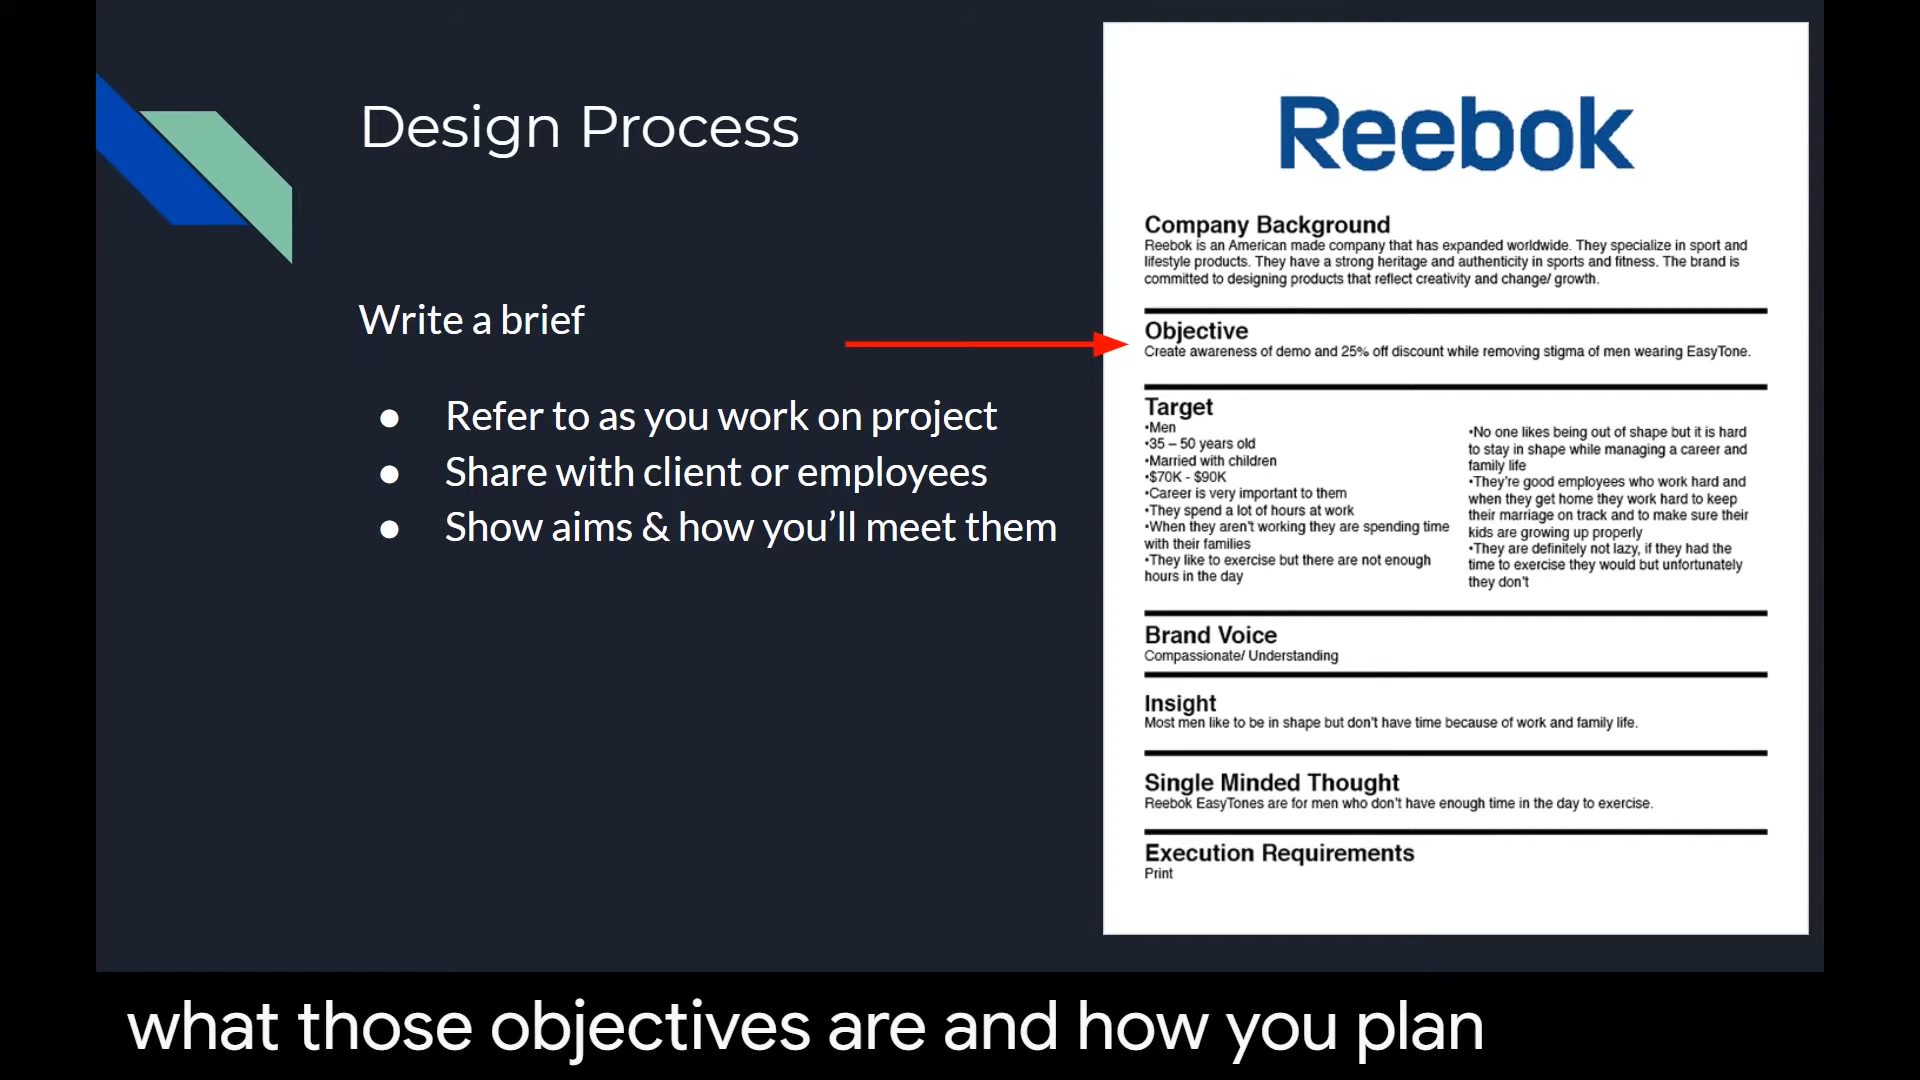 Design Process
Write a brief
● Refer to as you work on project
● Share with client or employees
● Show aims & how you’ll meet them
Reebok
Company Background
Reebok is an American made company that has expanded worldwide. They specialize in sport and
lifestyle products. They have a strong heritage and authenticity in sports and fitness. The brand is
committed to designing products that reflect creativity and change/ growth.
Objective
Create awareness of demo and 25% off discount while removing stigma of men wearing EasyTone.
Target
•Men
•35 – 50 years old
•Married with children
•$70K - $90K
•Career is very important to them
•They spend a lot of hours at work
•When they aren't working they are spending time
with their families
•They like to exercise but there are not enough
hours in the day
•No one likes being out of shape but it is hard
to stay in shape while managing a career and
family life
•They're good employees who work hard and
when they get home they work hard to keep
their marriage on track and to make sure their
kids are growing up properly
•They are definitely not lazy, if they had the
time to exercise they would but unfortunately
they don't
Brand Voice
Compassionate/ Understanding
Insight
Most men like to be in shape but don't have time because of work and family life.
Single Minded Thought
Reebok EasyTones are for men who don't have enough time in the day to exercise.
Execution Requirements
Print
what those objectives are and how you plan